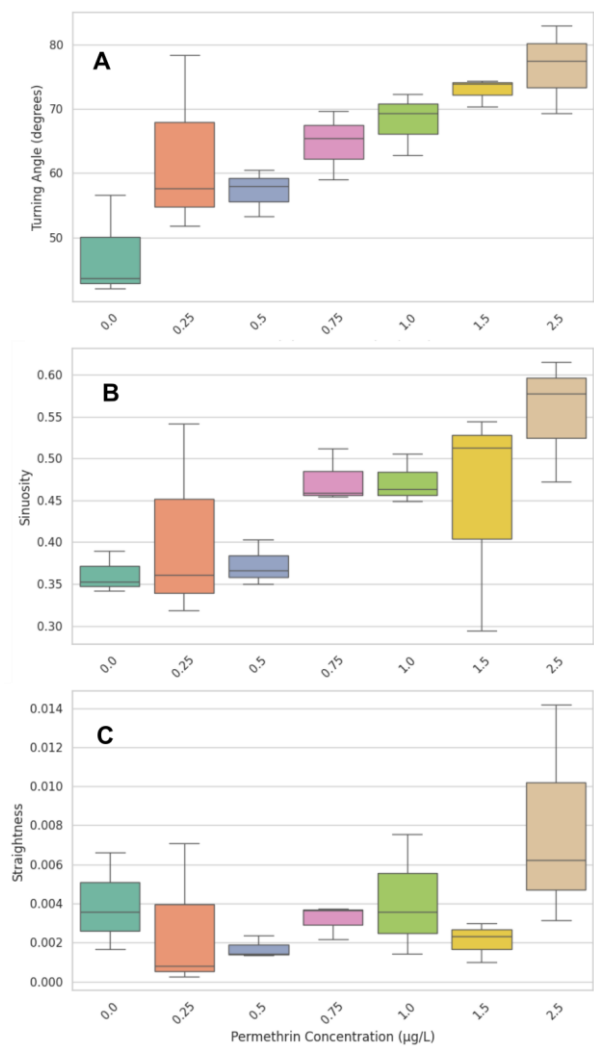 A
Turning Angle (degrees)
80
70
60
50
0.0 0.25 0.5 0.75 1.0 1.5 2.5
B
Sinuosity
0.60
0.55
0.50
0.45
0.40
0.35
0.30
0.0 0.25 0.5 0.75 1.0 1.5 2.5
C
Straightness
0.014
0.012
0.010
0.008
0.006
0.004
0.002
0.000
0.0 0.25 0.5 0.75 1.0 1.5 2.5
Permethrin Concentration (µg/L)